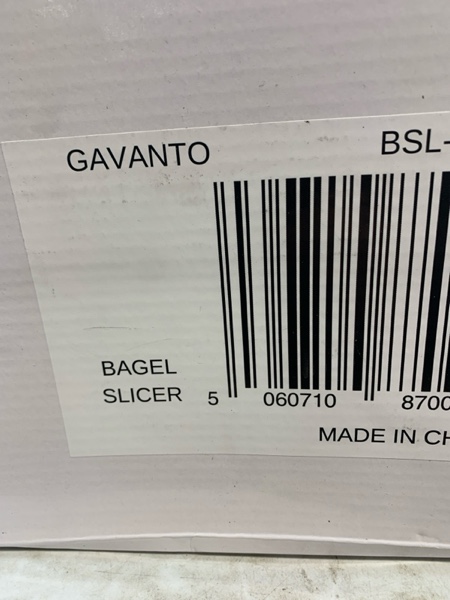 GAVANTO BSL-
BAGEL
SLICER
5 060710 8700
MADE IN CH